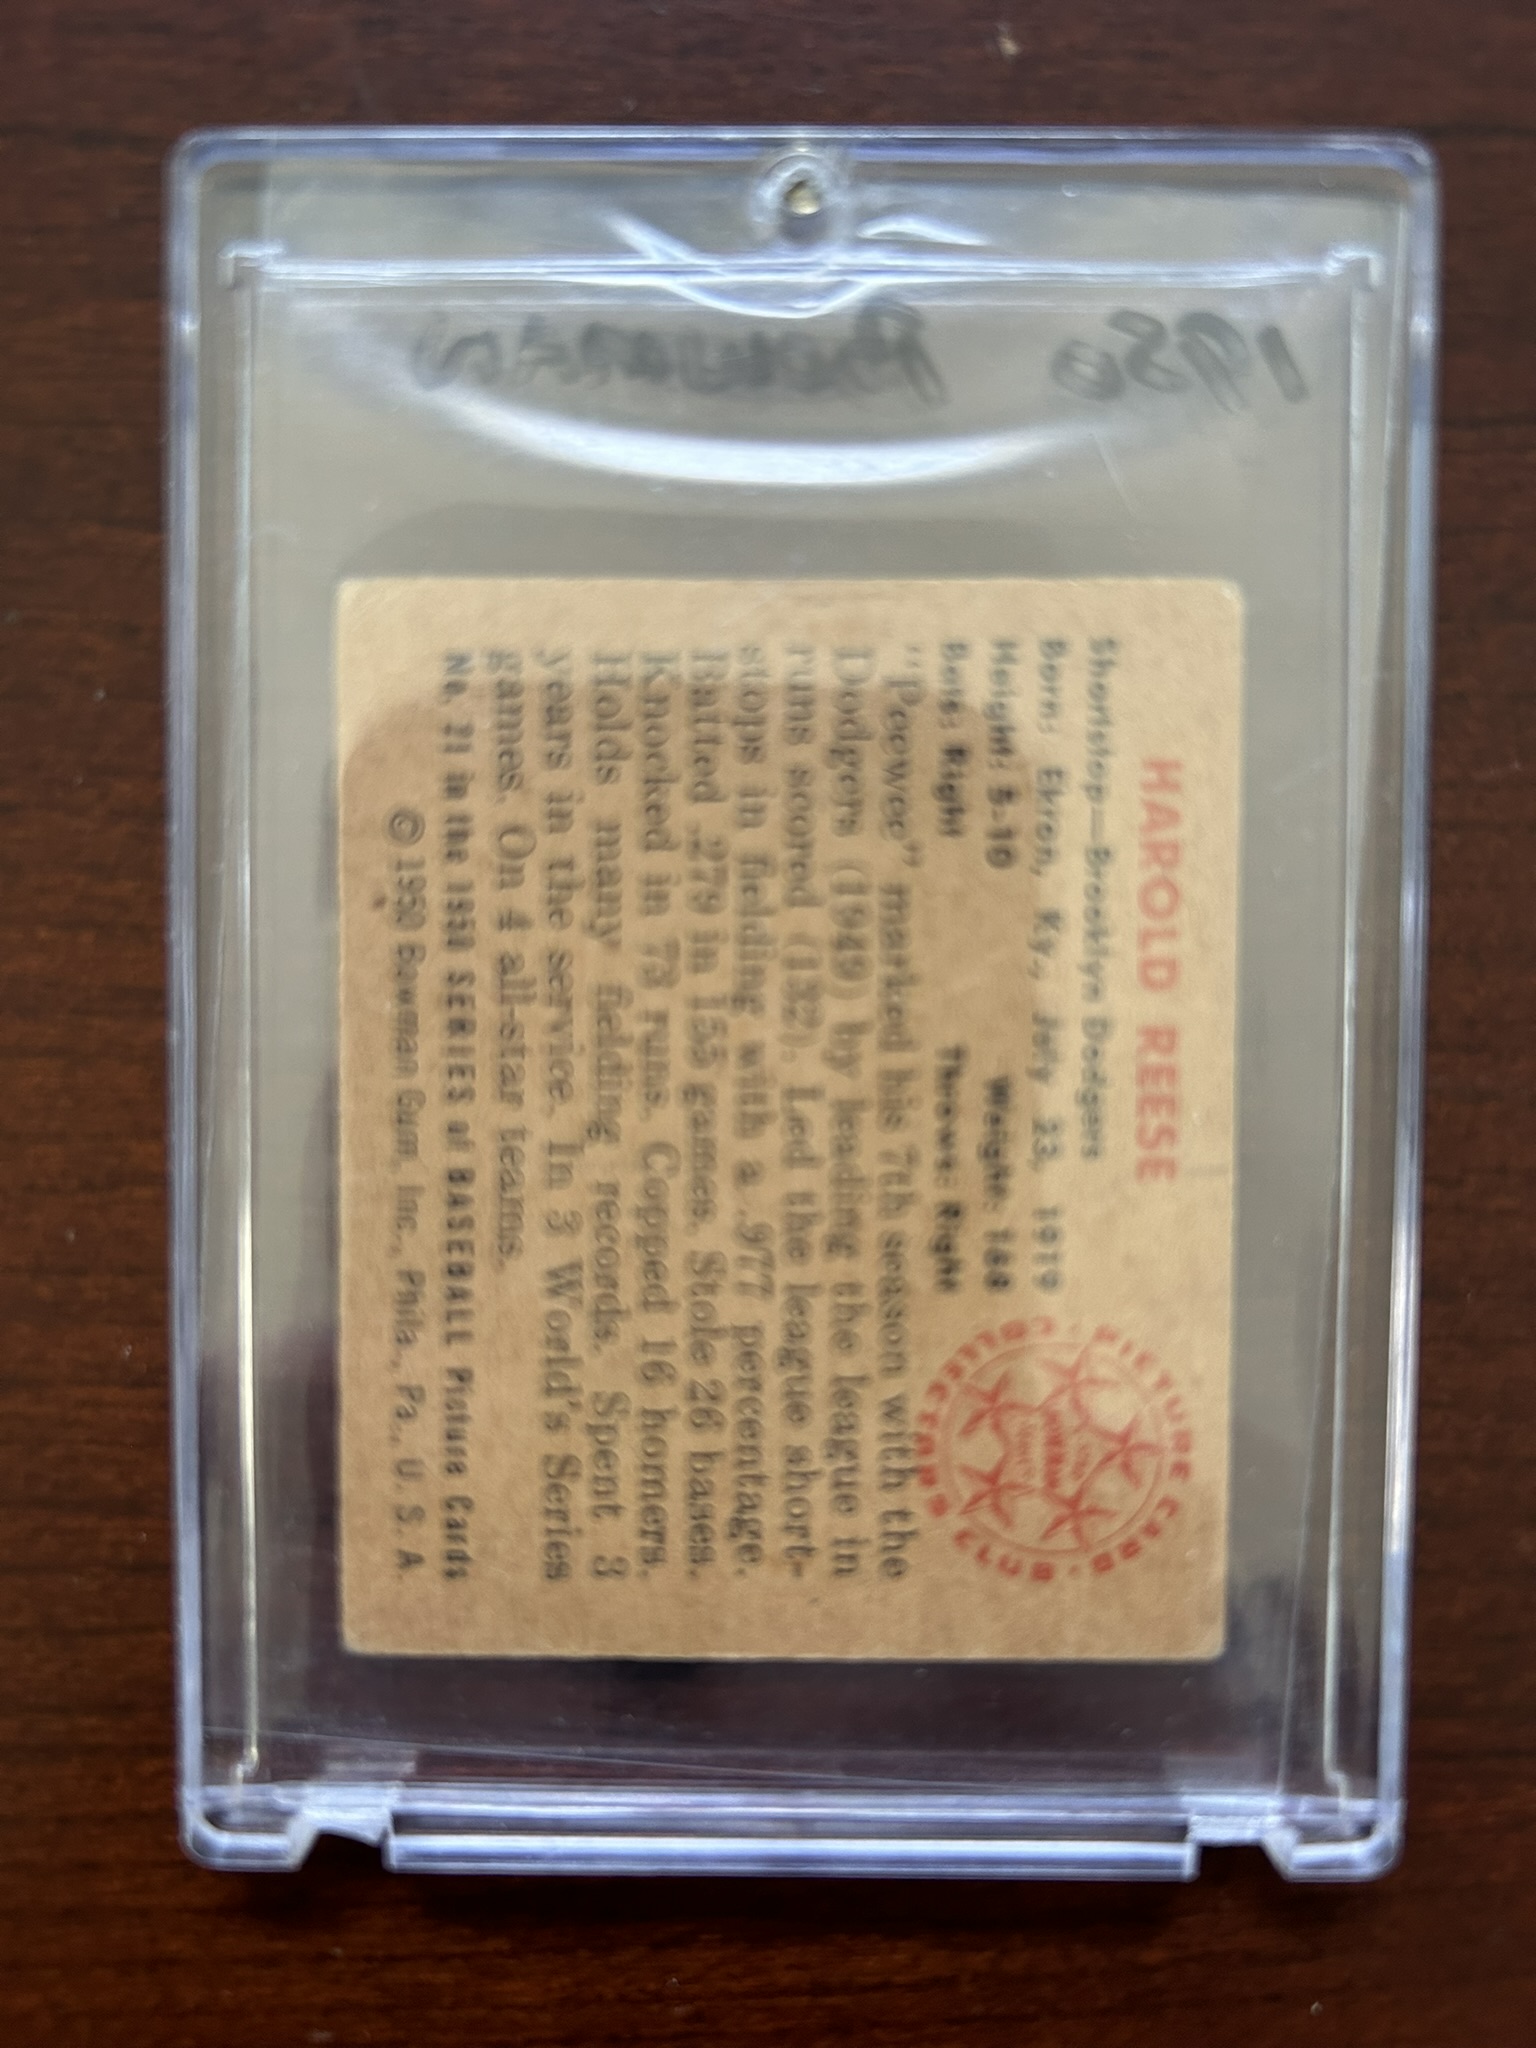 1950 Bowman
HAROLD REESE
Shortstop—Brooklyn Dodgers
Born: Ekron, Ky., July 23, 1919
Height: 5-10 Weight: 168
Bats: Right Throws: Right
"Peewee" marked his 7th season with the
Dodgers (1949) by leading the league in
runs scored (132). Led the league short-
stops in fielding with a .977 percentage.
Batted .279 in 155 games. Stole 26 bases.
Knocked in 73 runs. Copped 16 homers.
Holds many fielding records. Spent 3
years in the service. In 3 World's Series
games. On 4 all-star teams.
No. 21 in the 1950 SERIES of BASEBALL Picture Cards
© 1950 Bowman Gum, Inc., Phila., Pa., U. S. A.
PICTURE CARD
COLLECTORS CLUB